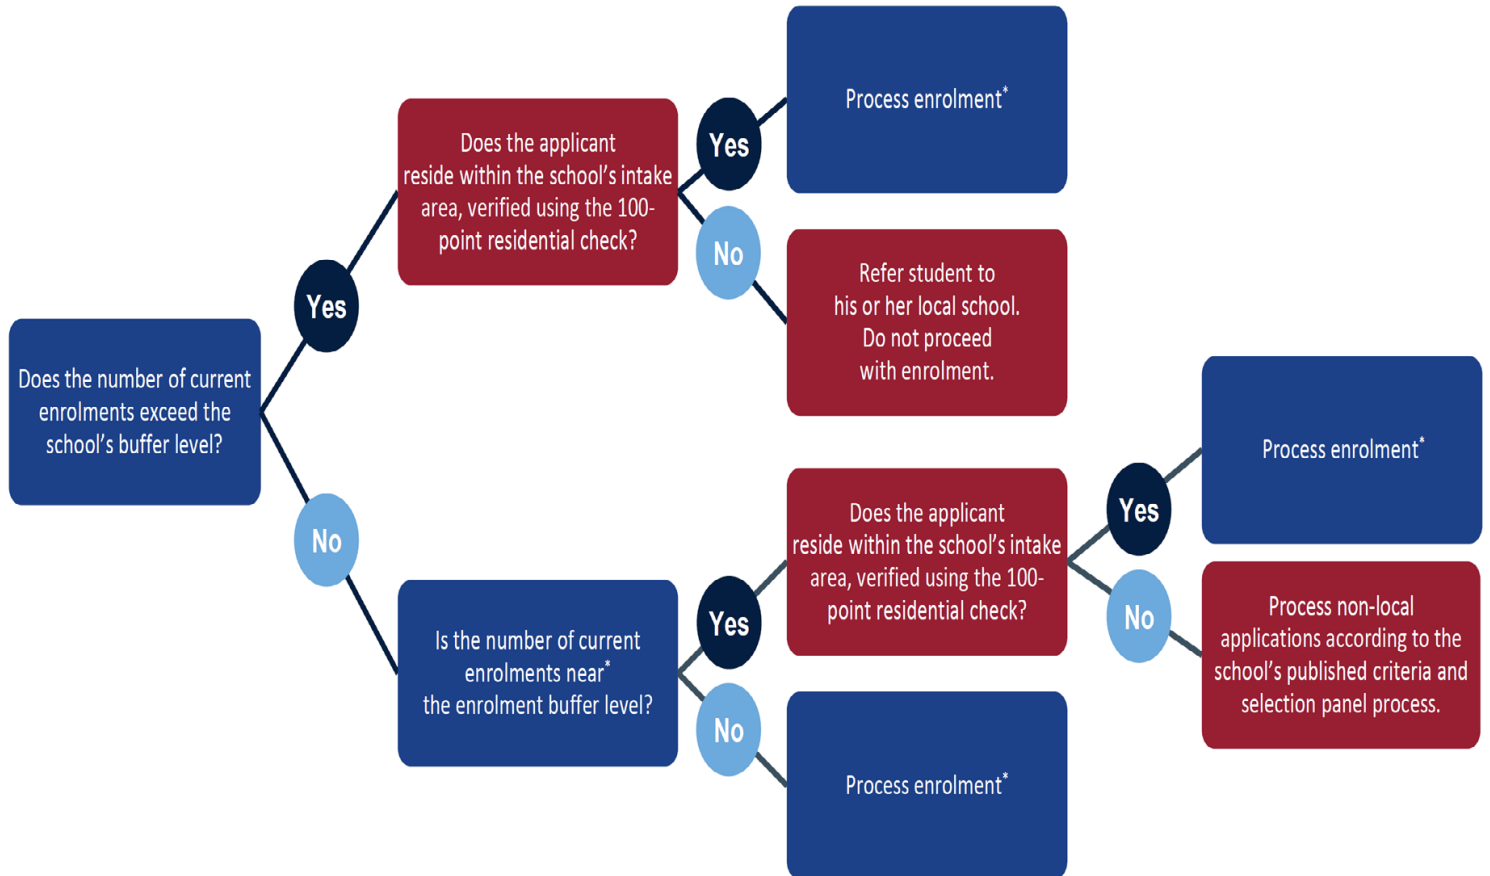 Does the number of current
enrolments exceed the
school's buffer level?
Yes
Does the applicant
reside within the school's intake
area, verified using the 100-
point residential check?
Yes
Process enrolment*
No
Refer student to
his or her local school.
Do not proceed
with enrolment.
No
Is the number of current
enrolments near*
the enrolment buffer level?
Yes
Does the applicant
reside within the school's intake
area, verified using the 100-
point residential check?
Yes
Process enrolment*
No
Process non-local
applications according to the
school's published criteria and
selection panel process.
No
Process enrolment*